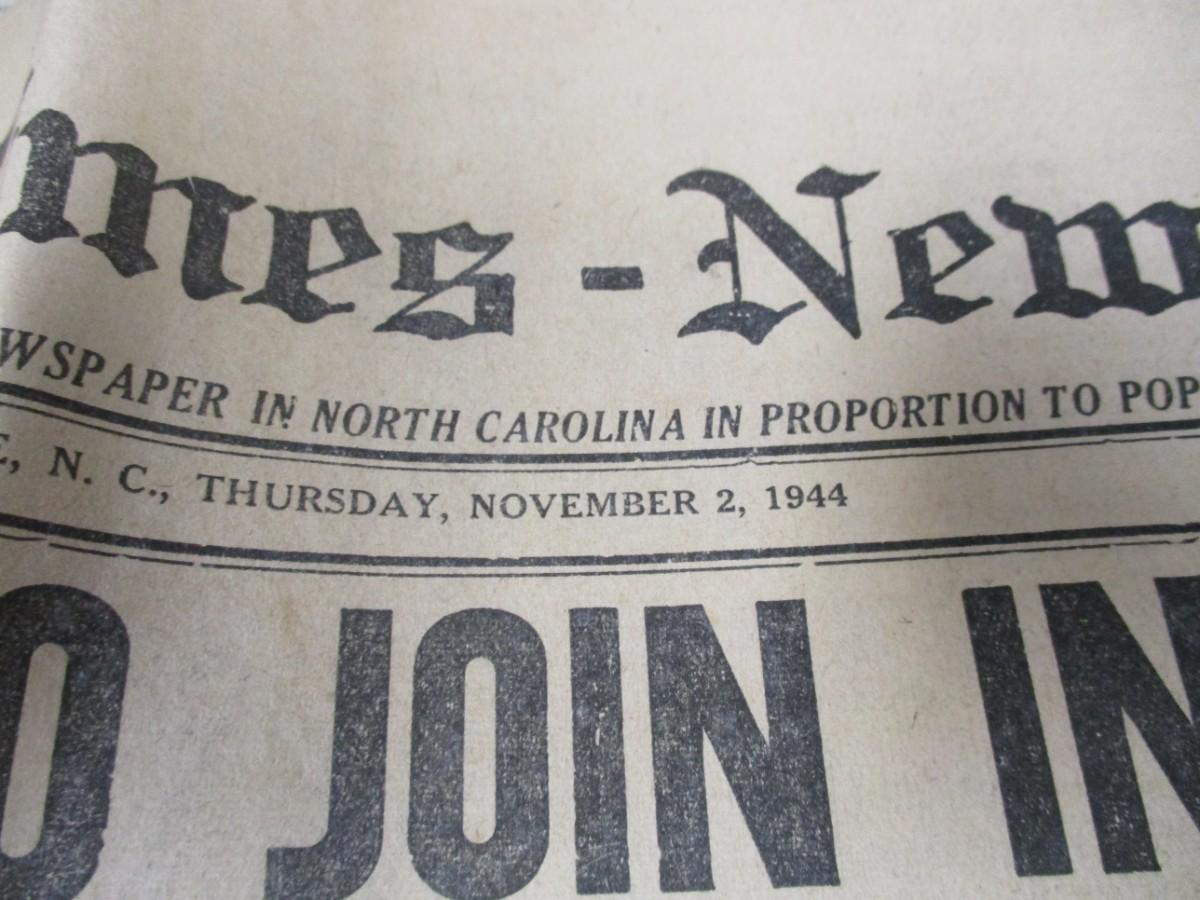 mes - New
WSPAPER IN NORTH CAROLINA IN PROPORTION TO POP
E, N. C., THURSDAY, NOVEMBER 2, 1944
O JOIN IN